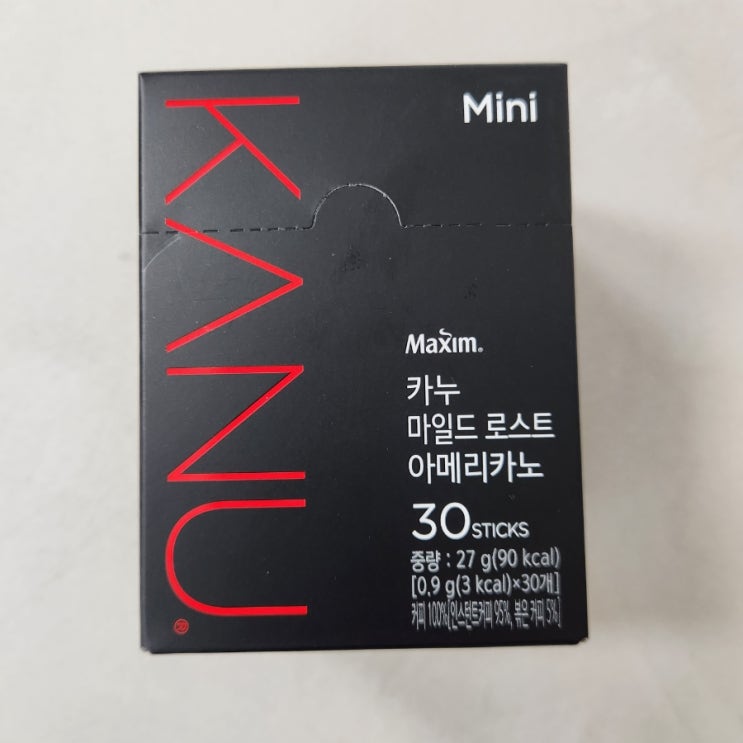 KANU
Mini
Maxim®
카누
마일드 로스트
아메리카노
30 STICKS
중량 : 27 g(90 kcal)
[0.9 g(3 kcal)×30개]
커피 100%[인스턴트커피 95%, 볶은 커피 5%]